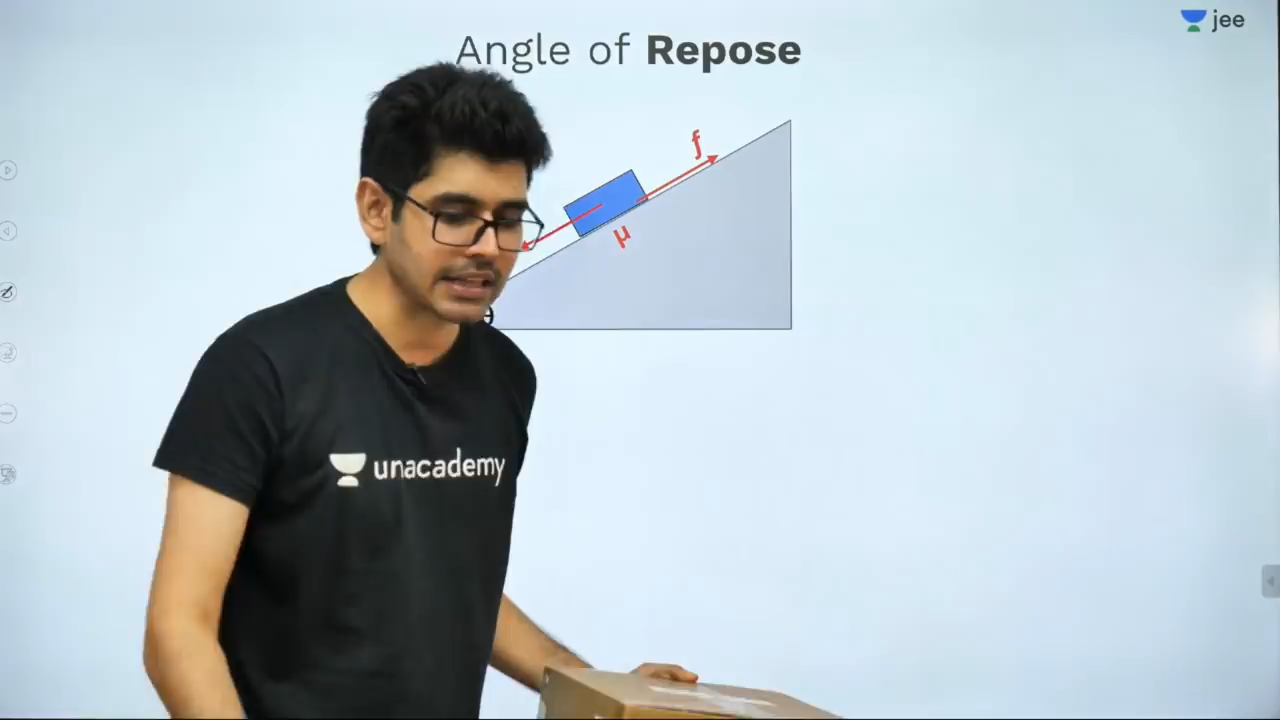 jee
Angle of Repose
f
μ
θ
unacademy